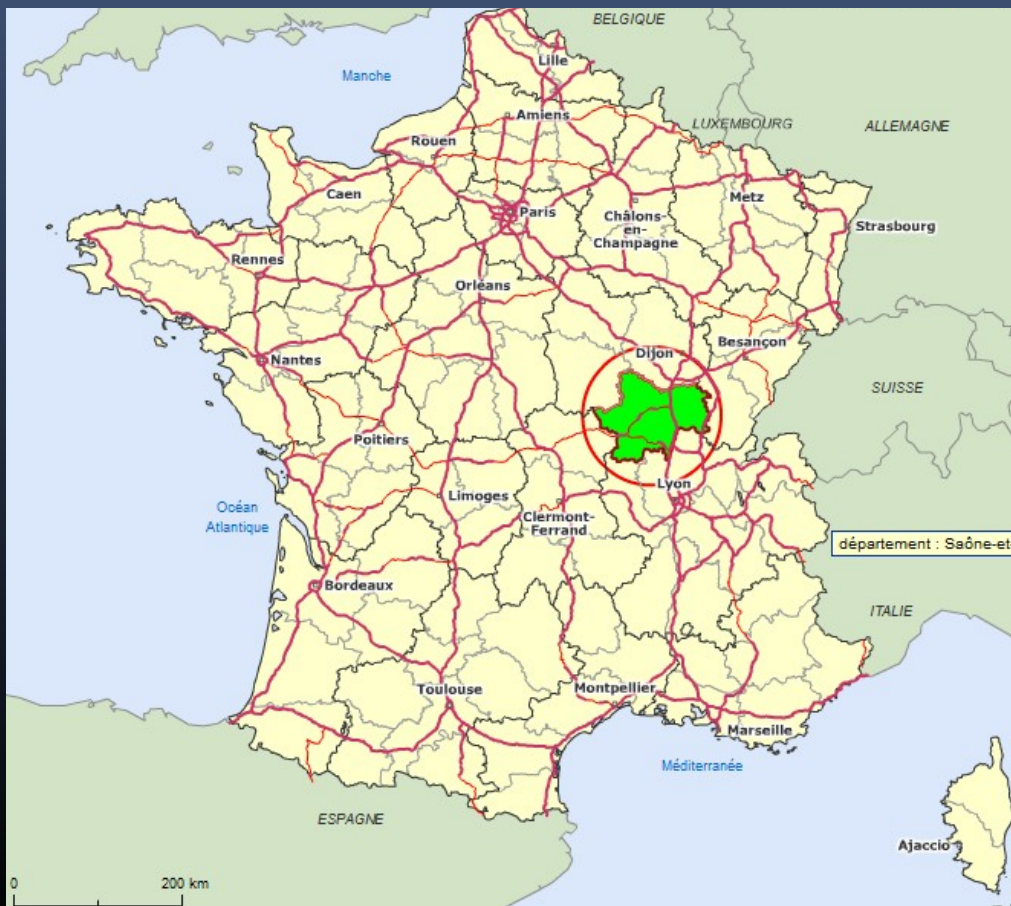 BELGIQUE
Lille
Manche
Amiens
LUXEMBOURG
ALLEMAGNE
Rouen
Caen
Paris
Metz
Châlons-
en-
Champagne
Strasbourg
Rennes
Orléans
Nantes
Dijon
Besançon
SUISSE
Poitiers
Lyon
Limoges
Clermont-
Ferrand
Océan
Atlantique
département : Saône-et
Bordeaux
ITALIE
Toulouse
Montpellier
Marseille
Méditerranée
ESPAGNE
Ajaccio
0 200 km